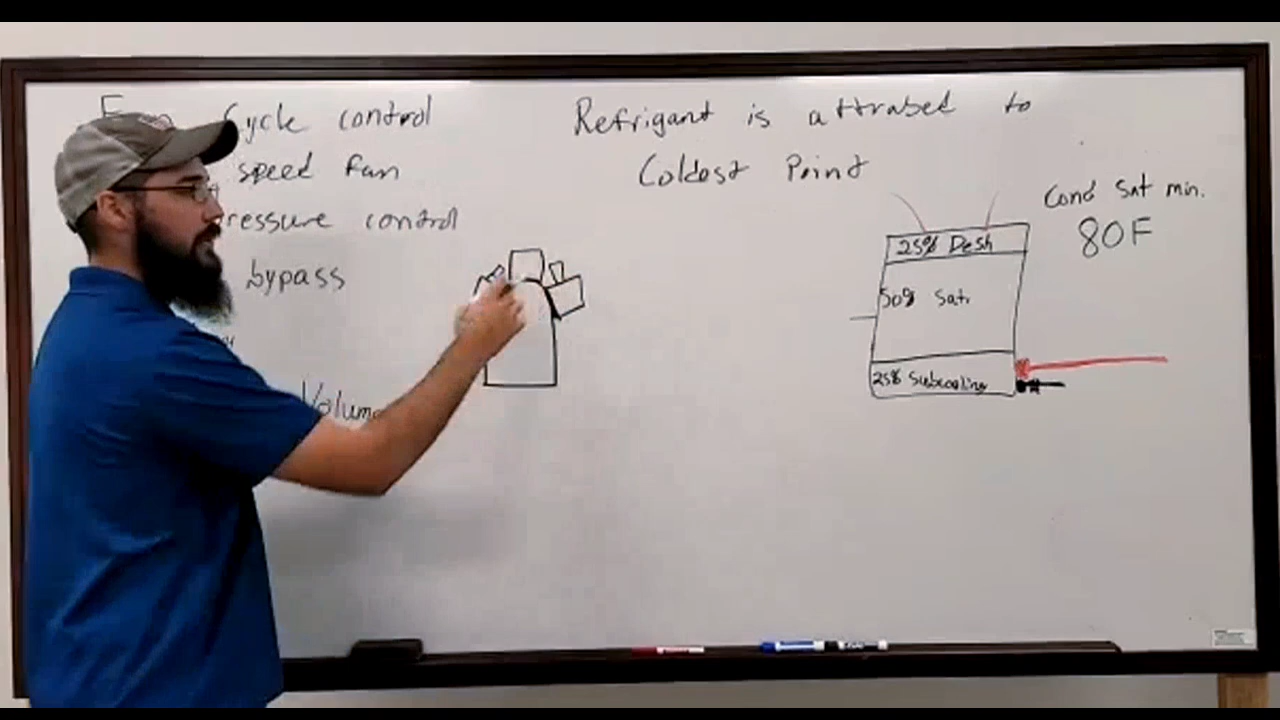 Cycle control
speed fan
ressure control
bypass
Volume
Refrigant is attrabed to
Coldest Point
Cond Sat min.
80F
25% Desh
50% Sat.
25% Subcooling